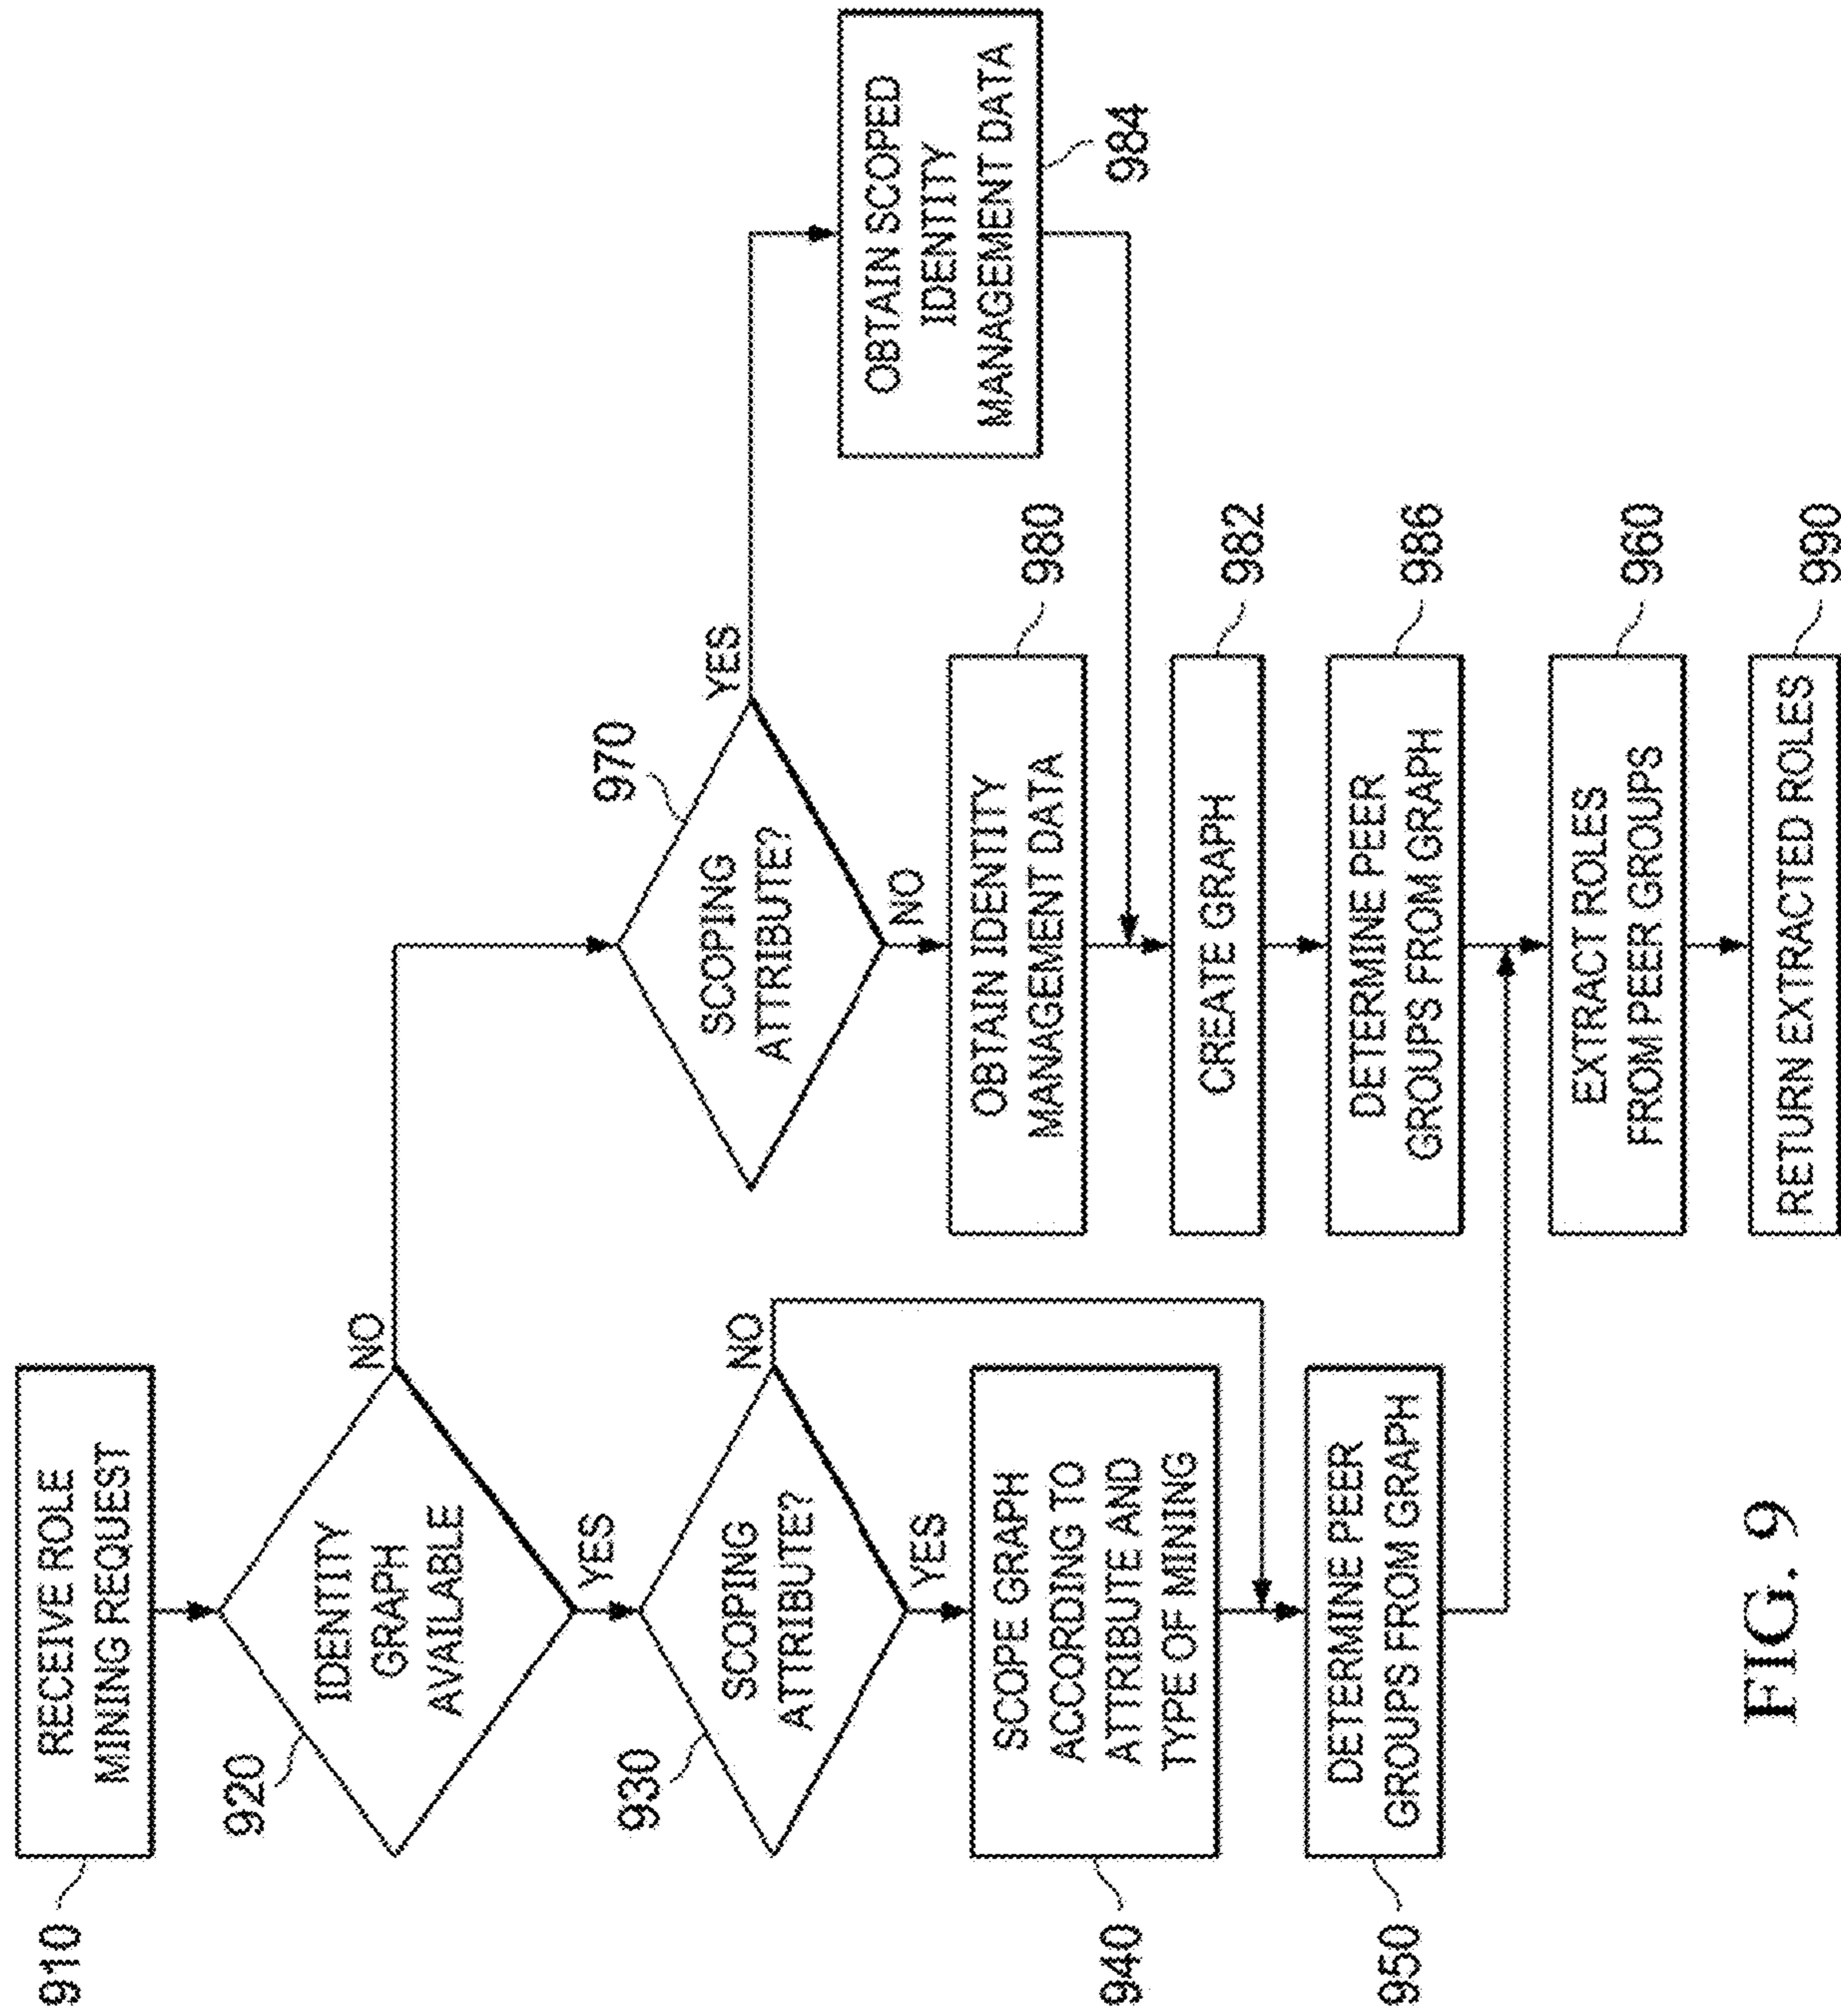 910
RECEIVE ROLE
MINING REQUEST
920
IDENTITY
GRAPH
AVAILABLE
NO
YES
930
SCOPING
ATTRIBUTE?
NO
YES
940
SCOPE GRAPH
ACCORDING TO
ATTRIBUTE AND
TYPE OF MINING
950
DETERMINE PEER
GROUPS FROM GRAPH
970
SCOPING
ATTRIBUTE?
YES
NO
OBTAIN SCOPED
IDENTITY
MANAGEMENT DATA
984
OBTAIN IDENTITY
MANAGEMENT DATA
980
CREATE GRAPH
982
DETERMINE PEER
GROUPS FROM GRAPH
986
EXTRACT ROLES
FROM PEER GROUPS
960
RETURN EXTRACTED ROLES
990
FIG. 9